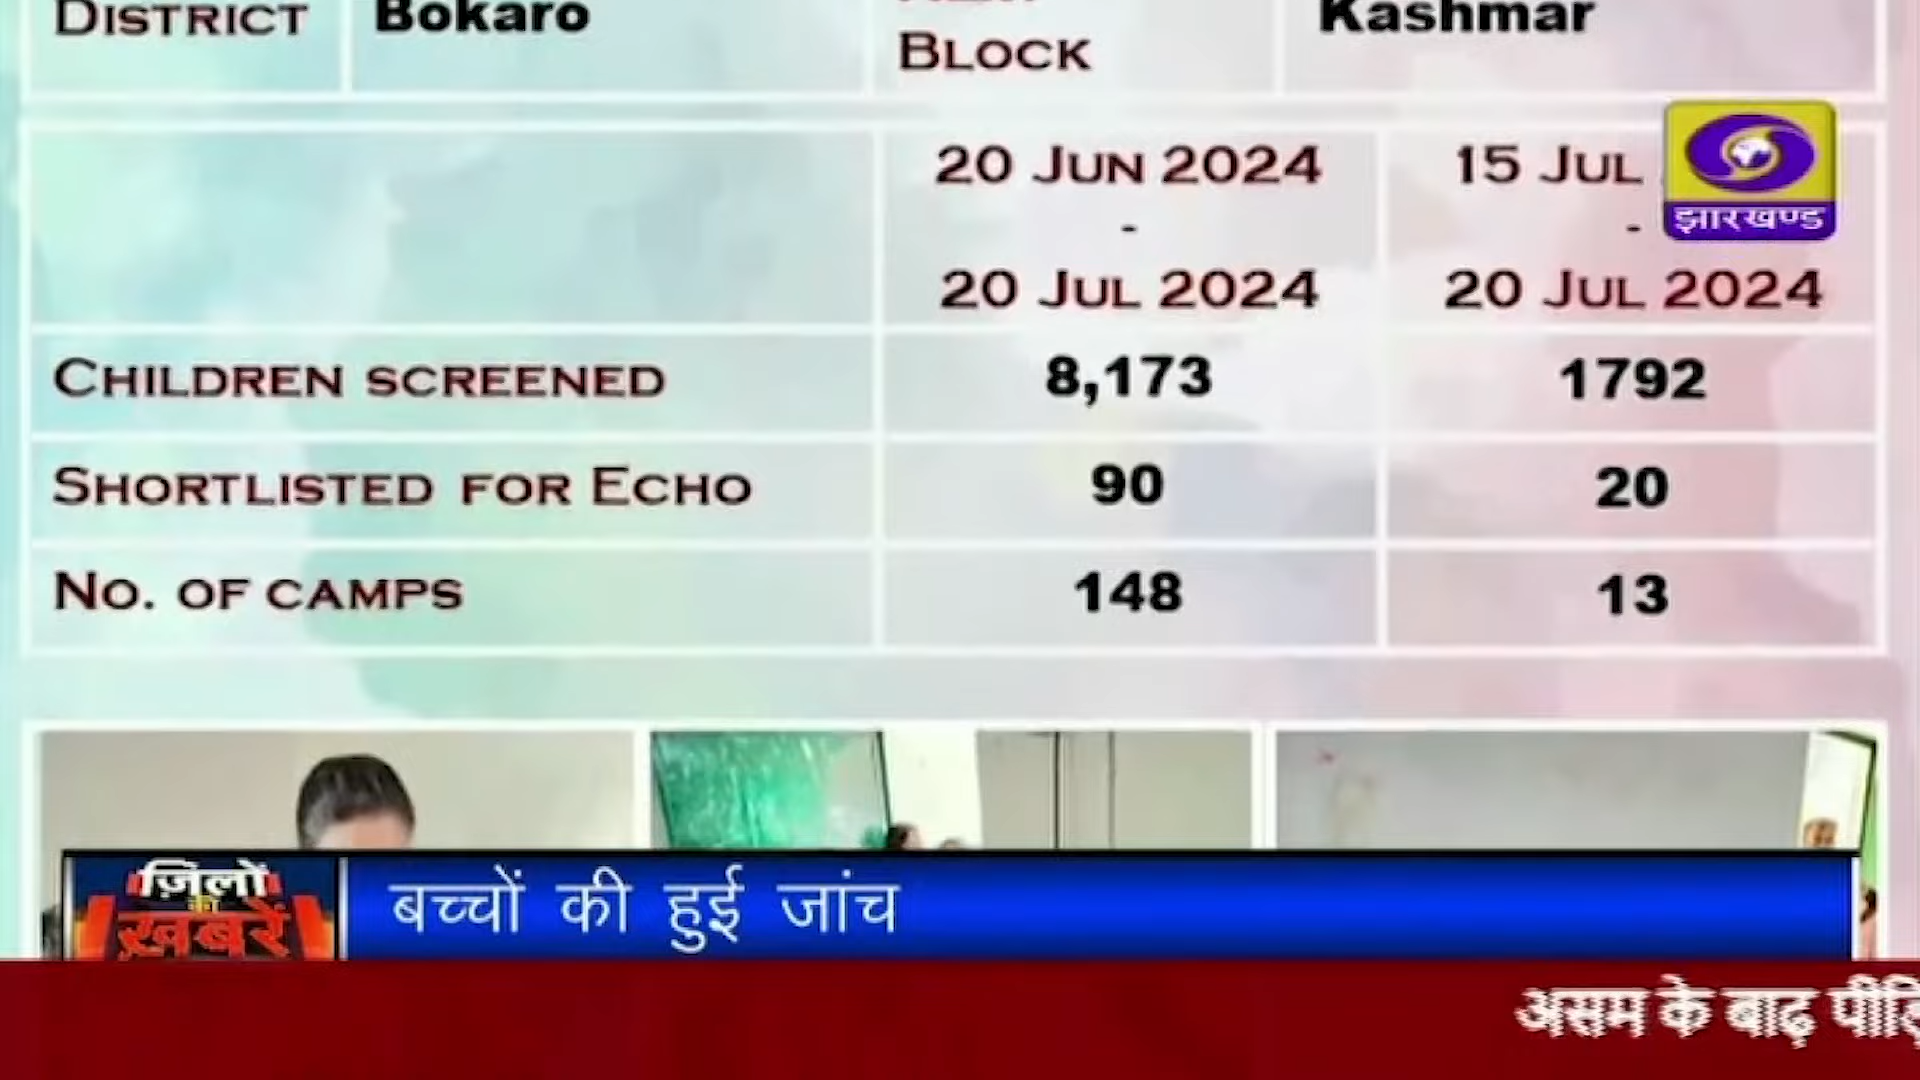 DISTRICT Bokaro
BLOCK Kashmar
20 JUN 2024 15 JUL
- -
20 JUL 2024 20 JUL 2024
झारखण्ड
CHILDREN SCREENED 8,173 1792
SHORTLISTED FOR ECHO 90 20
NO. OF CAMPS 148 13
ज़िलों
की
ख़बरें
बच्चों की हुई जांच
असम के बाढ़